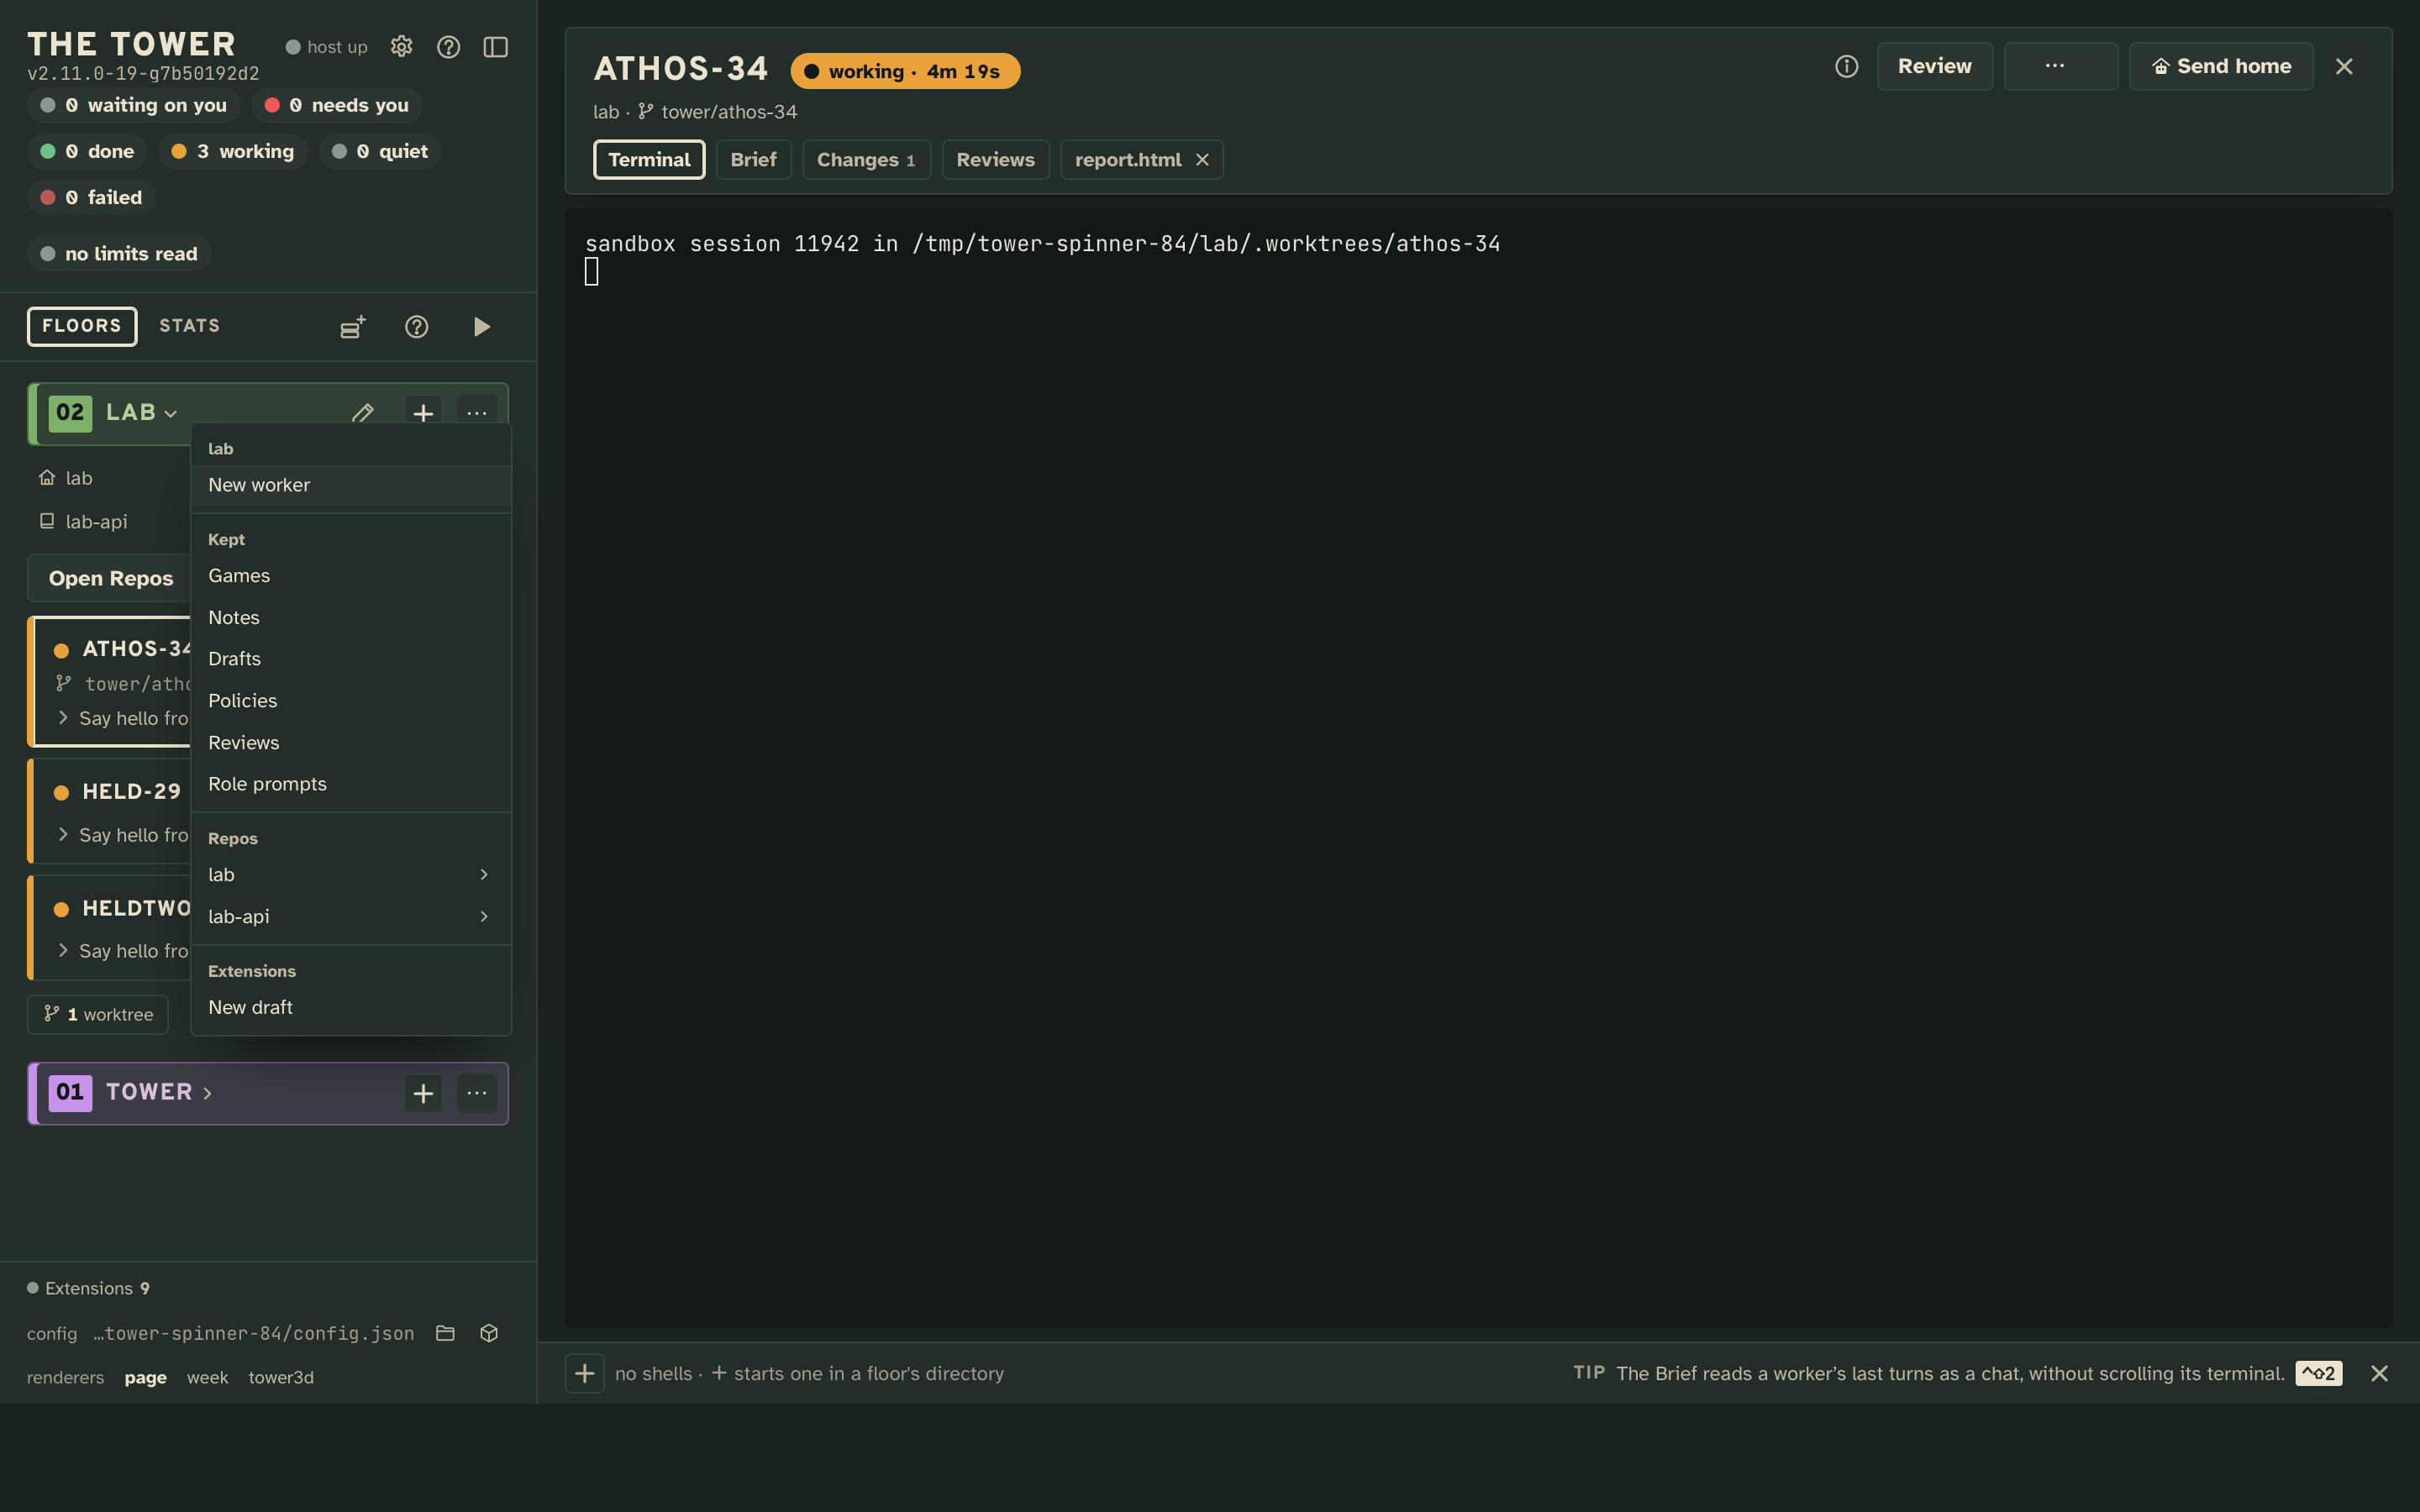 THE TOWER
host up
v2.11.0-19-g7b50192d2
0 waiting on you
0 needs you
0 done
3 working
0 quiet
0 failed
no limits read
FLOORS
STATS
02 LAB
lab
lab-api
Open Repos
ATHOS-34
tower/atho
Say hello fro
HELD-29
Say hello fro
HELDTWO
Say hello fro
1 worktree
lab
New worker
Kept
Games
Notes
Drafts
Policies
Reviews
Role prompts
Repos
lab
lab-api
Extensions
New draft
01 TOWER
Extensions 9
config …tower-spinner-84/config.json
renderers page week tower3d
ATHOS-34
working · 4m 19s
Review
...
Send home
lab · tower/athos-34
Terminal
Brief
Changes 1
Reviews
report.html
sandbox session 11942 in /tmp/tower-spinner-84/lab/.worktrees/athos-34
no shells · + starts one in a floor's directory
TIP The Brief reads a worker’s last turns as a chat, without scrolling its terminal. ^⇧2